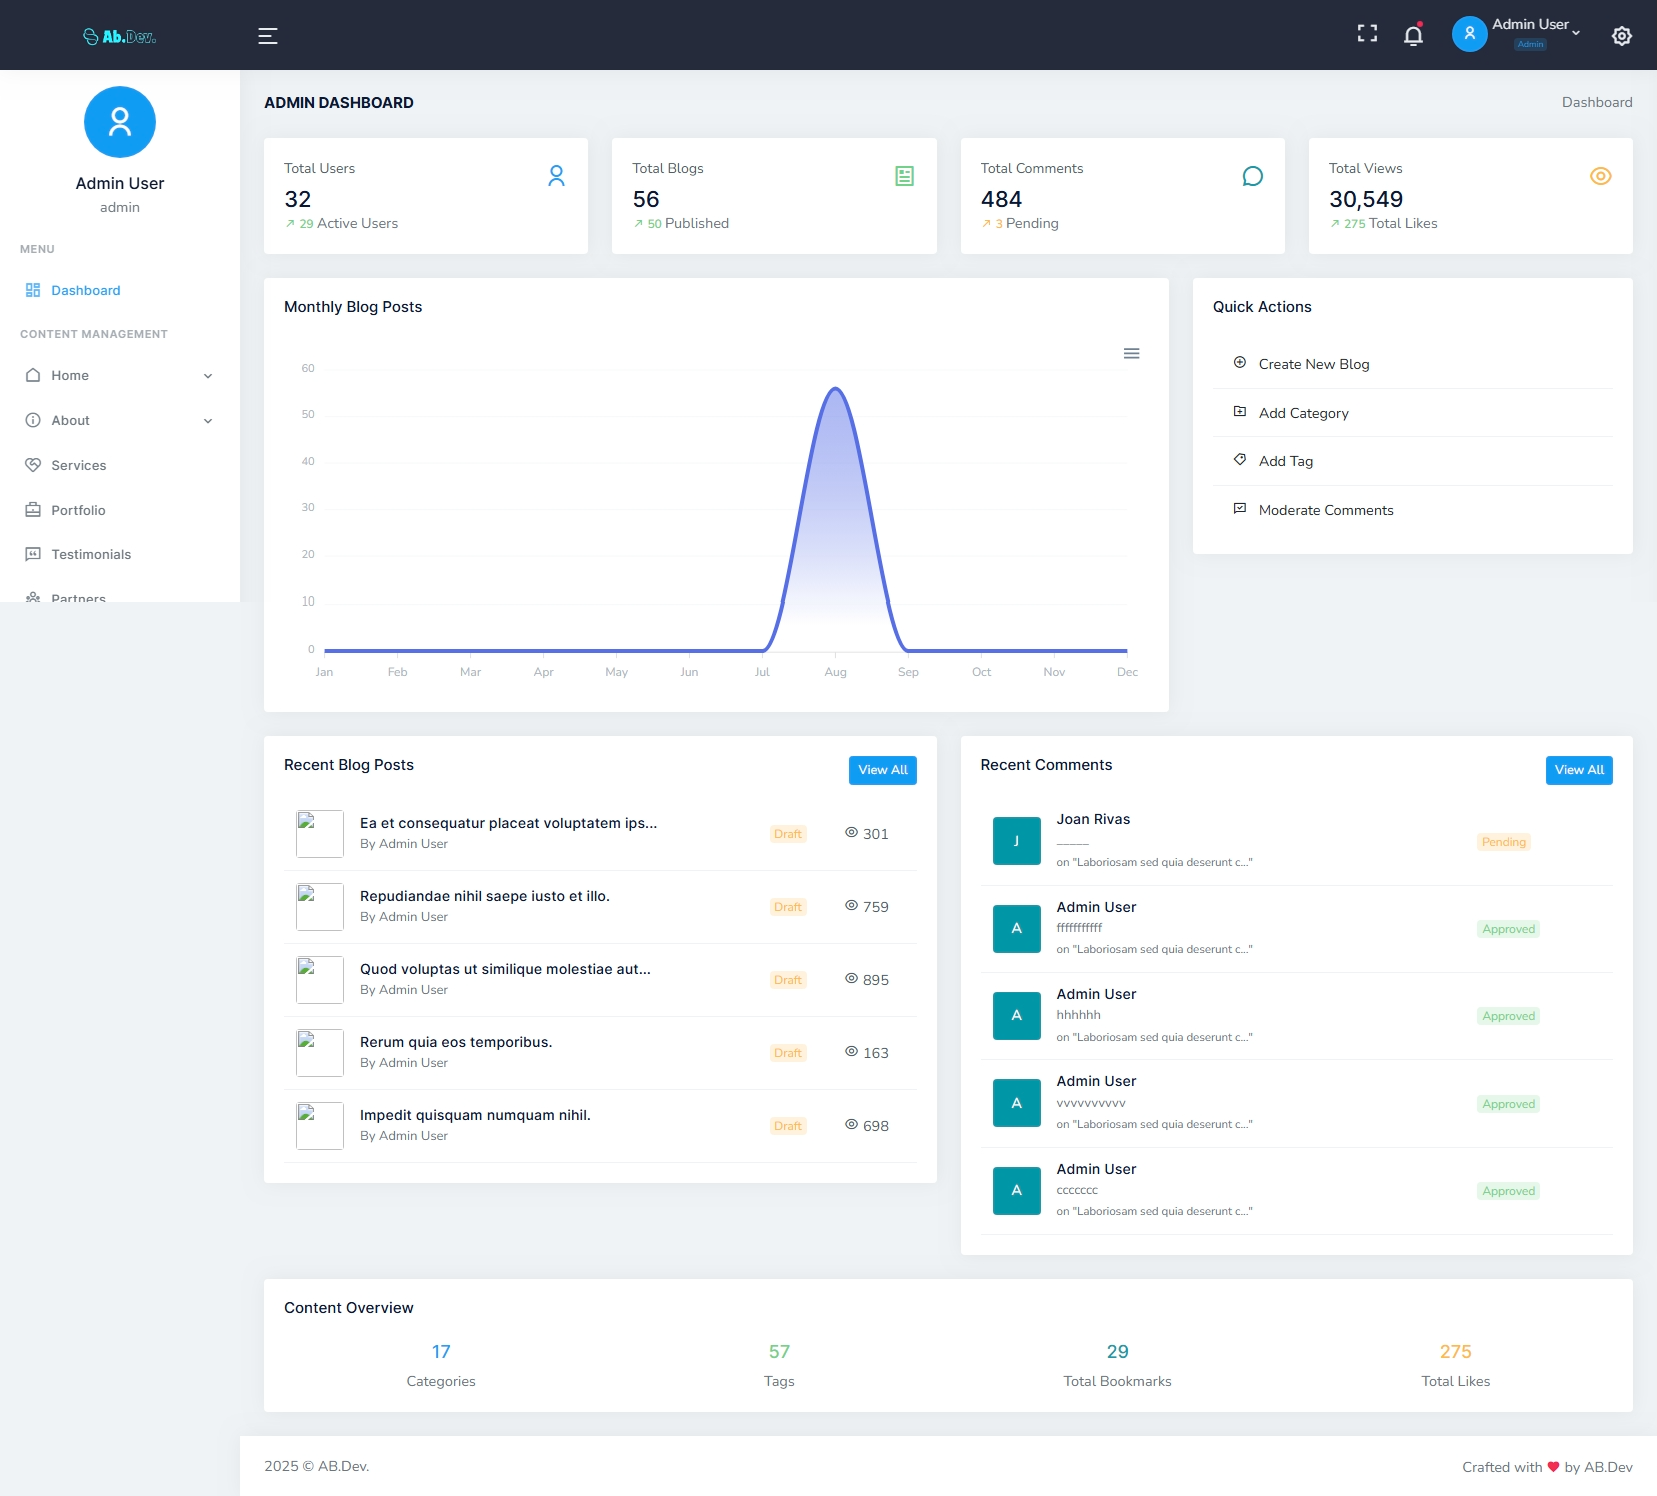 Ab.Dev.
Admin User
Admin
Admin User
admin
MENU
Dashboard
CONTENT MANAGEMENT
Home
About
Services
Portfolio
Testimonials
Partners
ADMIN DASHBOARD
Dashboard
Total Users
32
29 Active Users
Total Blogs
56
50 Published
Total Comments
484
3 Pending
Total Views
30,549
275 Total Likes
Monthly Blog Posts
60
50
40
30
20
10
0
Jan Feb Mar Apr May Jun Jul Aug Sep Oct Nov Dec
Quick Actions
Create New Blog
Add Category
Add Tag
Moderate Comments
Recent Blog Posts
View All
Ea et consequatur placeat voluptatem ips...
By Admin User
Draft
301
Repudiandae nihil saepe iusto et illo.
By Admin User
Draft
759
Quod voluptas ut similique molestiae aut...
By Admin User
Draft
895
Rerum quia eos temporibus.
By Admin User
Draft
163
Impedit quisquam numquam nihil.
By Admin User
Draft
698
Recent Comments
View All
J
Joan Rivas
_____
on "Laboriosam sed quia deserunt c..."
Pending
A
Admin User
fffffffffff
on "Laboriosam sed quia deserunt c..."
Approved
A
Admin User
hhhhhh
on "Laboriosam sed quia deserunt c..."
Approved
A
Admin User
vvvvvvvvvv
on "Laboriosam sed quia deserunt c..."
Approved
A
Admin User
ccccccc
on "Laboriosam sed quia deserunt c..."
Approved
Content Overview
17
Categories
57
Tags
29
Total Bookmarks
275
Total Likes
2025 © AB.Dev.
Crafted with ❤ by AB.Dev